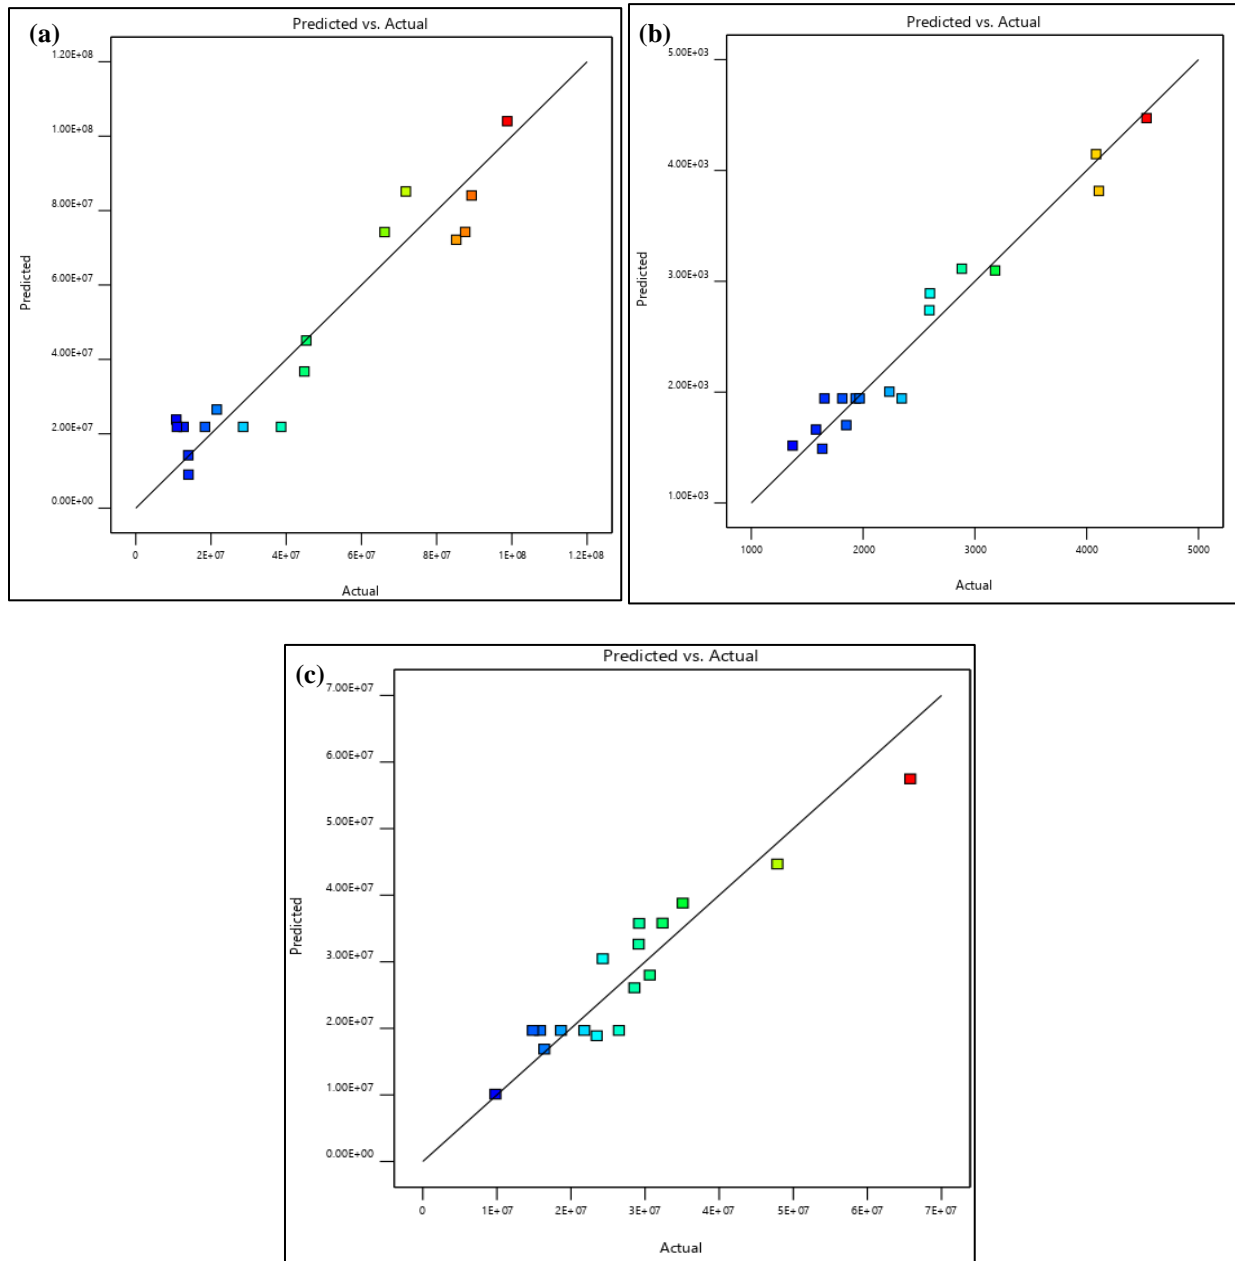 (a)
Predicted vs. Actual
1.20E+08
1.00E+08
8.00E+07
6.00E+07
4.00E+07
2.00E+07
0.00E+00
Predicted
0 2E+07 4E+07 6E+07 8E+07 1E+08 1.2E+08
Actual
(b)
Predicted vs. Actual
5.00E+03
4.00E+03
3.00E+03
2.00E+03
1.00E+03
Predicted
1000 2000 3000 4000 5000
Actual
(c)
Predicted vs. Actual
7.00E+07
6.00E+07
5.00E+07
4.00E+07
3.00E+07
2.00E+07
1.00E+07
0.00E+00
Predicted
0 1E+07 2E+07 3E+07 4E+07 5E+07 6E+07 7E+07
Actual